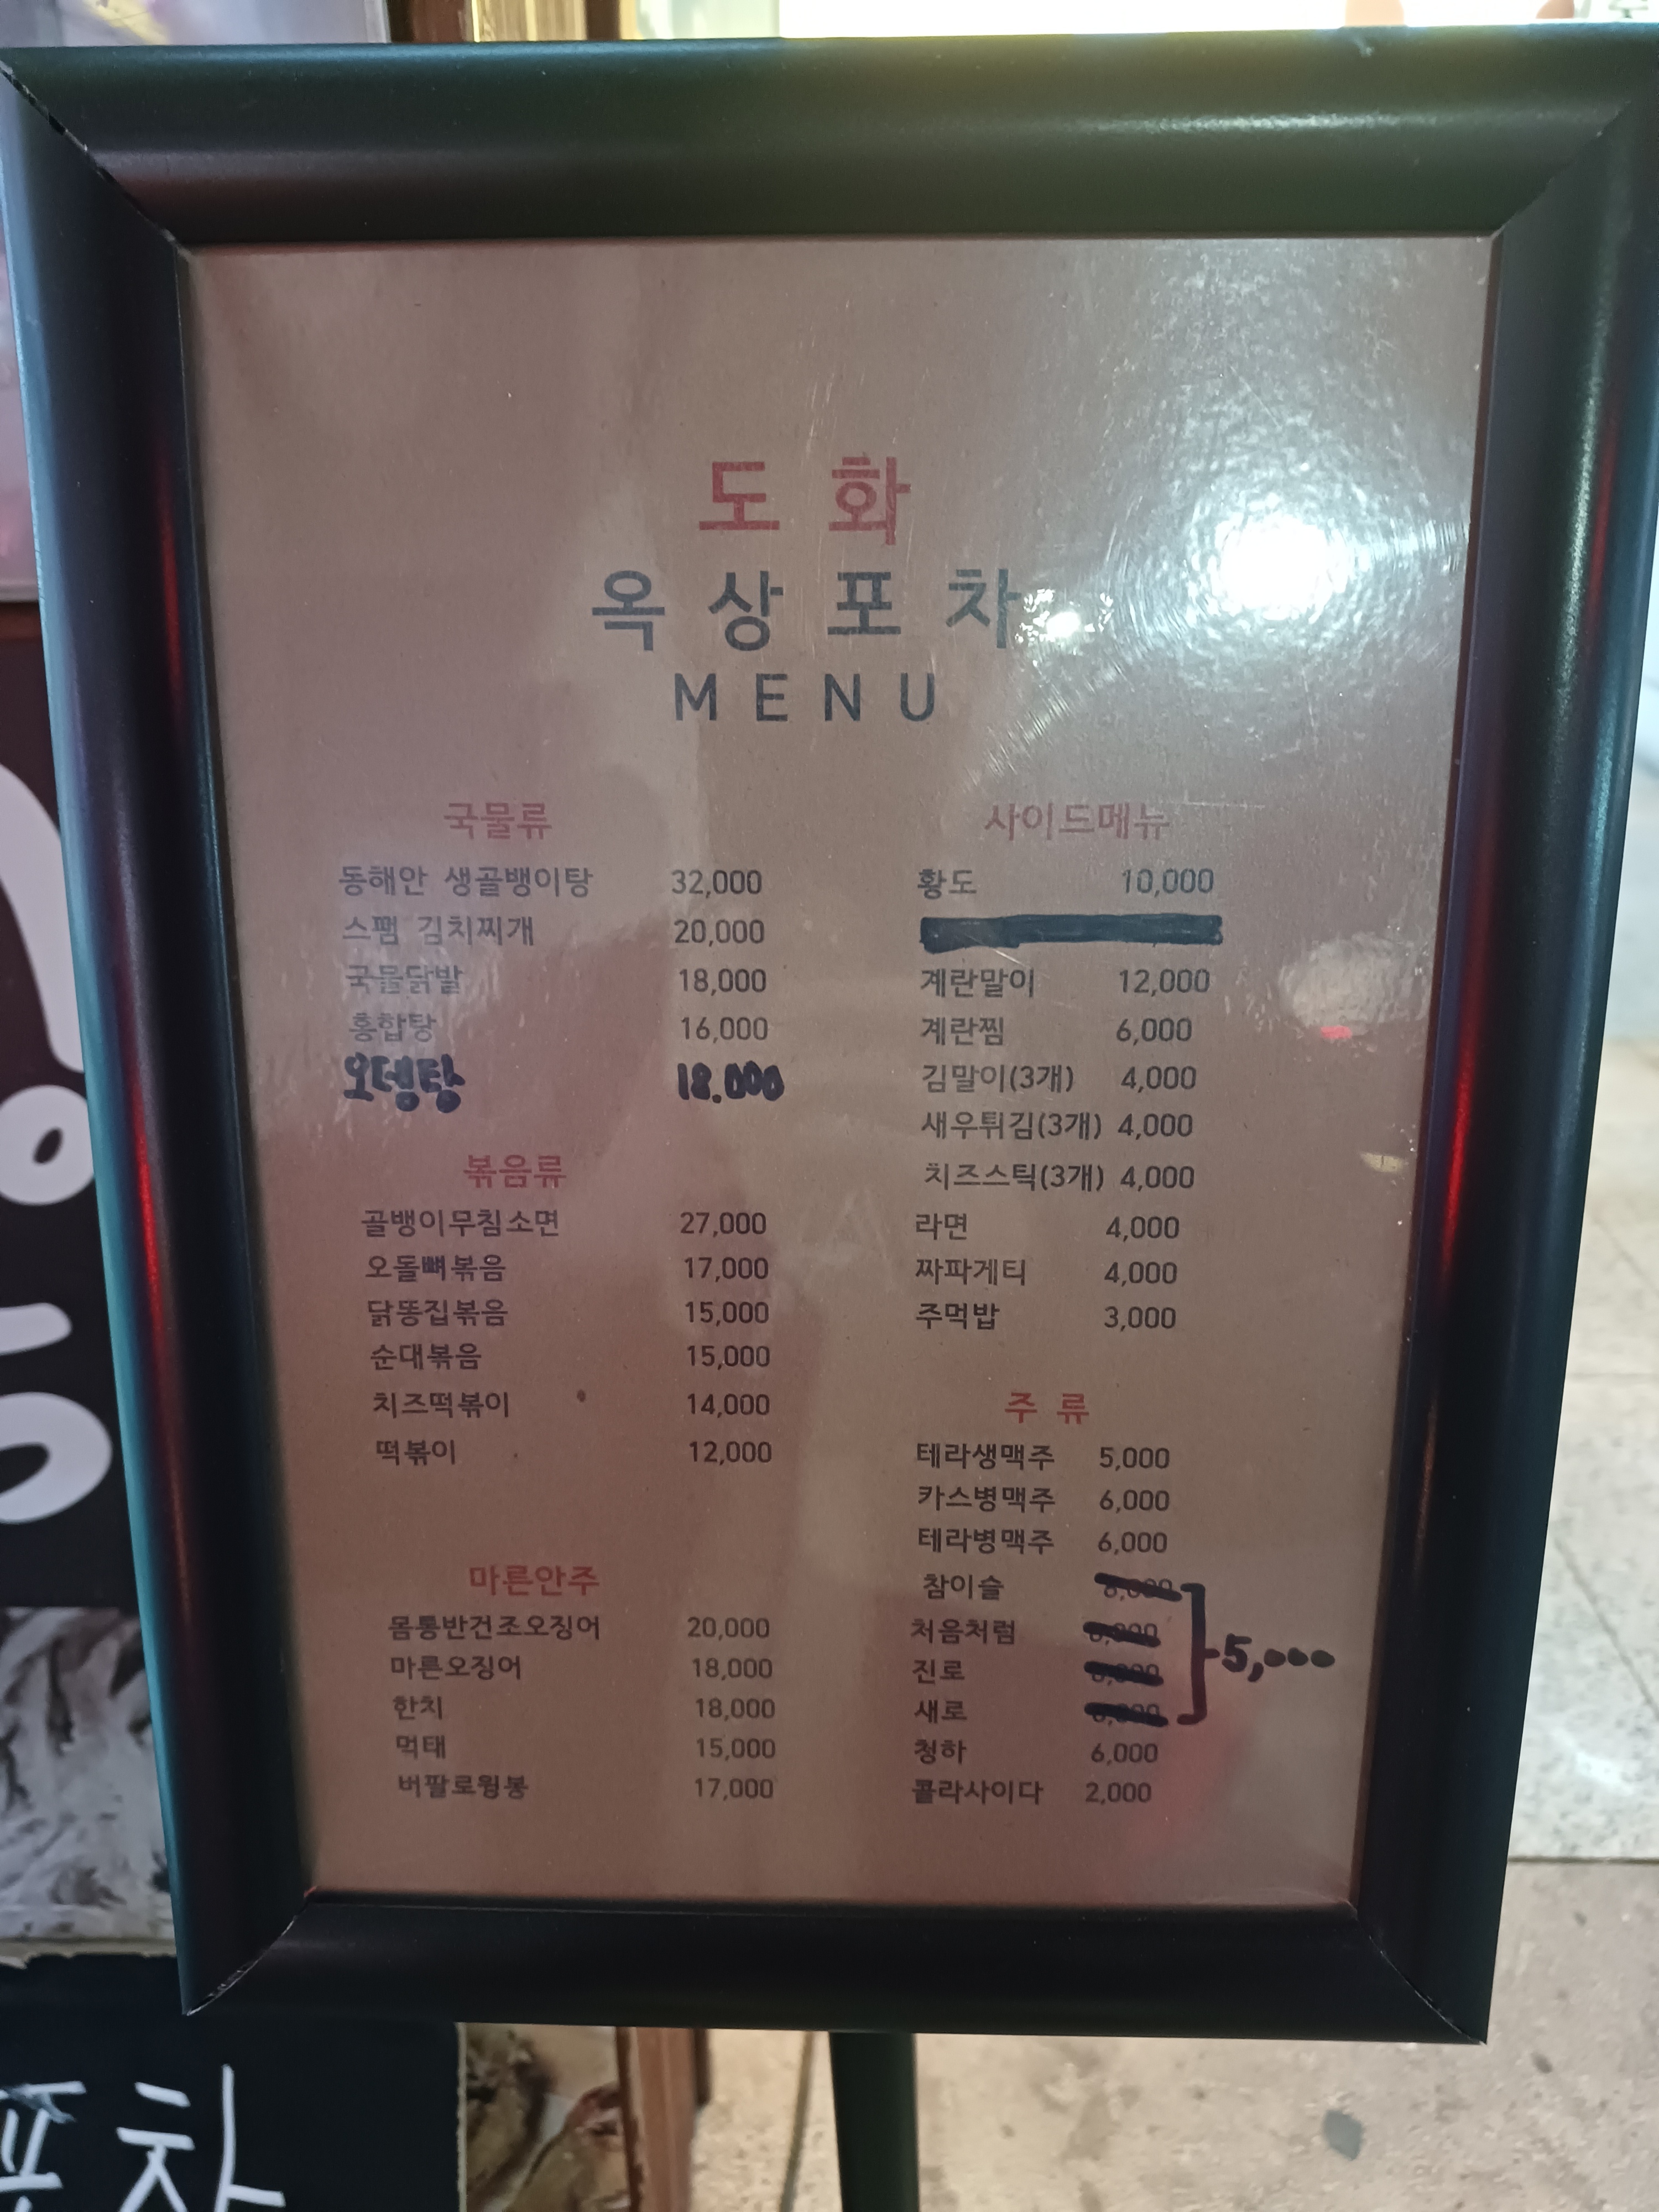 도화
옥상포차
MENU
국물류
동해안 생골뱅이탕 32,000
스팸 김치찌개 20,000
국물닭발 18,000
홍합탕 16,000
오뎅탕 18.000
볶음류
골뱅이무침소면 27,000
오돌뼈볶음 17,000
닭똥집볶음 15,000
순대볶음 15,000
치즈떡볶이 14,000
떡볶이 12,000
마른안주
몸통반건조오징어 20,000
마른오징어 18,000
한치 18,000
먹태 15,000
버팔로윙봉 17,000
사이드메뉴
황도 10,000
계란말이 12,000
계란찜 6,000
김말이(3개) 4,000
새우튀김(3개) 4,000
치즈스틱(3개) 4,000
라면 4,000
짜파게티 4,000
주먹밥 3,000
주류
테라생맥주 5,000
카스병맥주 6,000
테라병맥주 6,000
참이슬
처음처럼
진로
새로
5,000
청하 6,000
콜라사이다 2,000
포차